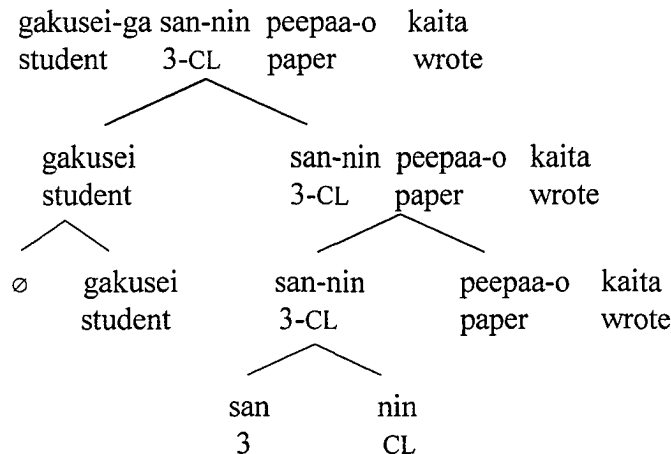 gakusei-ga san-nin peepaa-o kaita
student 3-CL paper wrote
gakusei san-nin peepaa-o kaita
student 3-CL paper wrote
∅ gakusei san-nin peepaa-o kaita
student 3-CL paper wrote
san nin
3 CL